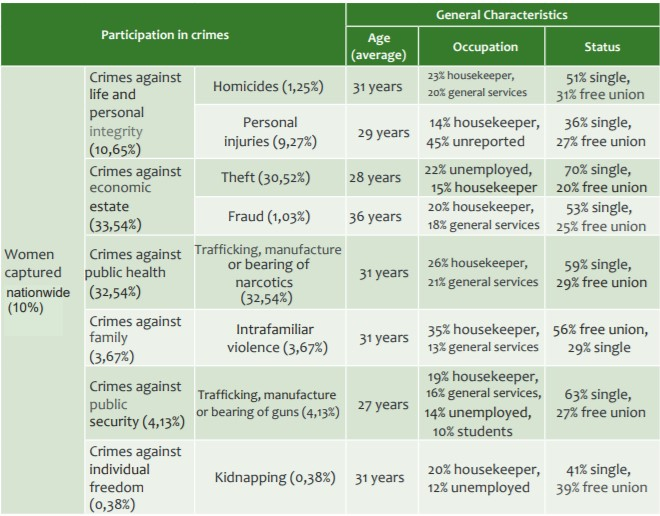 Participation in crimes
General Characteristics
Age
(average)
Occupation
Status
Women
captured
nationwide
(10%)
Crimes against
life and
personal
integrity
(10,65%)
Homicides (1,25%)
31 years
23% housekeeper,
20% general services
51% single,
31% free union
Personal
injuries (9,27%)
29 years
14% housekeeper,
45% unreported
36% single,
27% free union
Crimes against
economic
estate
(33,54%)
Theft (30,52%)
28 years
22% unemployed,
15% housekeeper
70% single,
20% free union
Fraud (1,03%)
36 years
20% housekeeper,
18% general services
53% single,
25% free union
Crimes against
public health
(32,54%)
Trafficking, manufacture
or bearing of
narcotics
(32,54%)
31 years
26% housekeeper,
21% general services
59% single,
29% free union
Crimes against
family
(3,67%)
Intrafamiliar
violence (3,67%)
31 years
35% housekeeper,
13% general services
56% free union,
29% single
Crimes against
public
security (4,13%)
Trafficking, manufacture
or bearing of guns (4,13%)
27 years
19% housekeeper,
16% general services,
14% unemployed,
10% students
63% single,
27% free union
Crimes against
individual
freedom
(0,38%)
Kidnapping (0,38%)
31 years
20% housekeeper,
12% unemployed
41% single,
39% free union